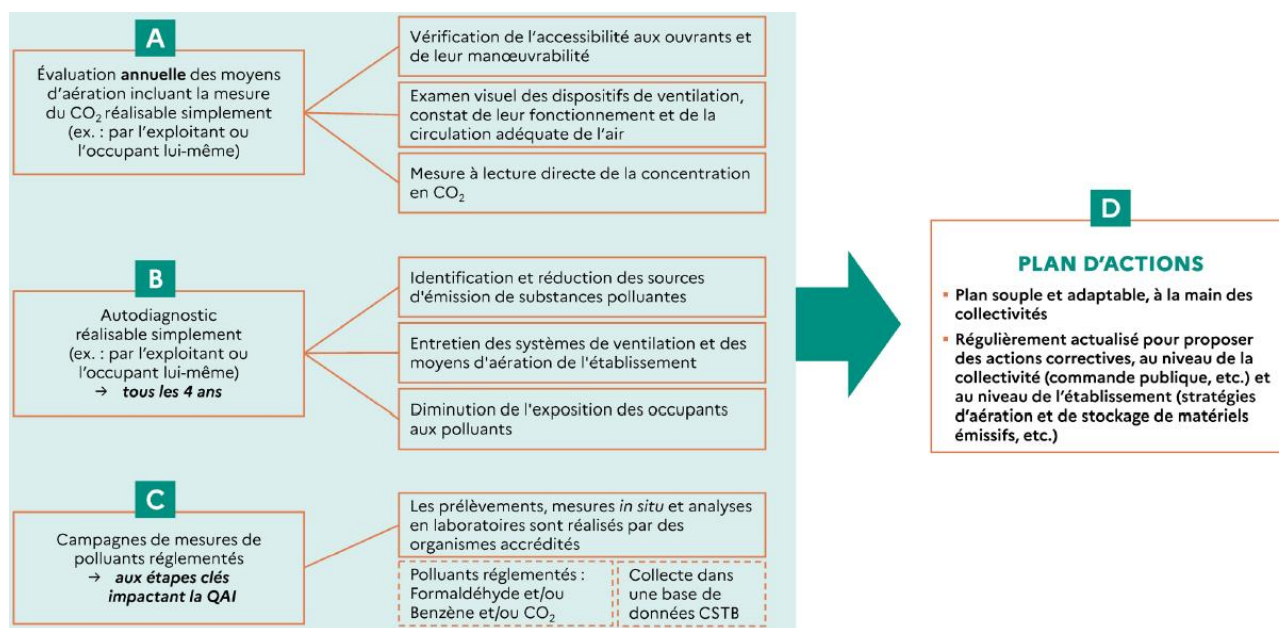 A
Évaluation annuelle des moyens
d'aération incluant la mesure
du CO₂ réalisable simplement
(ex. : par l'exploitant ou
l'occupant lui-même)
Vérification de l'accessibilité aux ouvrants et
de leur manœuvrabilité
Examen visuel des dispositifs de ventilation,
constat de leur fonctionnement et de la
circulation adéquate de l'air
Mesure à lecture directe de la concentration
en CO₂
B
Autodiagnostic
réalisable simplement
(ex. : par l'exploitant ou
l'occupant lui-même)
→ tous les 4 ans
Identification et réduction des sources
d'émission de substances polluantes
Entretien des systèmes de ventilation et des
moyens d'aération de l'établissement
Diminution de l'exposition des occupants
aux polluants
C
Campagnes de mesures de
polluants réglementés
→ aux étapes clés
impactant la QAI
Les prélèvements, mesures in situ et analyses
en laboratoires sont réalisés par des
organismes accrédités
Polluants réglementés :
Formaldéhyde et/ou
Benzène et/ou CO₂
Collecte dans
une base de
données CSTB
D
PLAN D'ACTIONS
▪ Plan souple et adaptable, à la main des
collectivités
▪ Régulièrement actualisé pour proposer
des actions correctives, au niveau de la
collectivité (commande publique, etc.) et
au niveau de l'établissement (stratégies
d'aération et de stockage de matériels
émissifs, etc.)